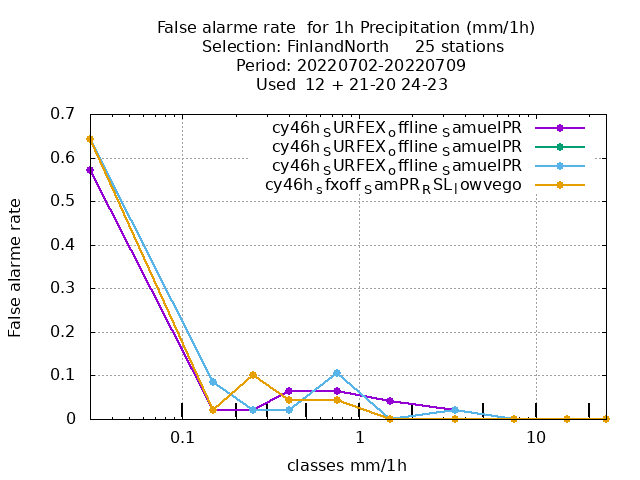 False alarme rate  for 1h Precipitation (mm/1h)
Selection: FinlandNorth     25 stations
Period: 20220702-20220709
Used  12 + 21-20 24-23
cy46h_SURFEX_offline_SamuelPR
cy46h_SURFEX_offline_SamuelPR
cy46h_SURFEX_offline_SamuelPR
cy46h_sfxoff_SamPR_RSL_lowvego
False alarme rate
0.7
0.6
0.5
0.4
0.3
0.2
0.1
0
0.1 1 10
classes mm/1h